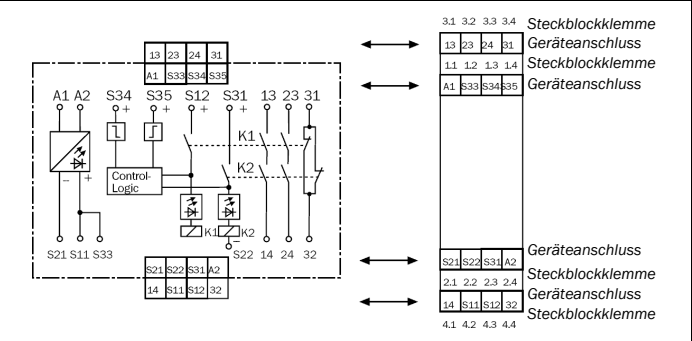 3.1 3.2 3.3 3.4 Steckblockklemme
13 23 24 31 Geräteanschluss
1.1 1.2 1.3 1.4 Steckblockklemme
A1 S33 S34 S35 Geräteanschluss
13 23 24 31
A1 S33 S34 S35
A1 A2 S34 S35 S12 S31 13 23 31
+ + + +
K1
K2
Control-
Logic
– +
K1 K2
–
S21 S11 S33 S22 14 24 32
S21 S22 S31 A2
14 S11 S12 32
S21 S22 S31 A2 Geräteanschluss
2.1 2.2 2.3 2.4 Steckblockklemme
14 S11 S12 32 Geräteanschluss
4.1 4.2 4.3 4.4 Steckblockklemme